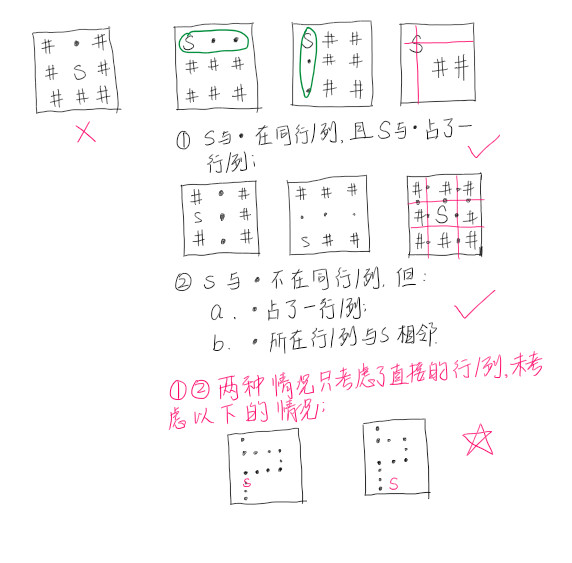 # • # S • • S # # #
# S # # # # • # # # #
# # # # # # • # #
① S与•在同行/列,且S与•占了一
行/列;
# • # # # # # • # • #
S • # • • • # • S • #
# • # S # # # • # • #
② S与•不在同行/列,但:
a. •占了一行/列;
b. •所在行/列与S相邻.
①②两种情况只考虑了直接的行/列,未考
虑以下的情况;
S S